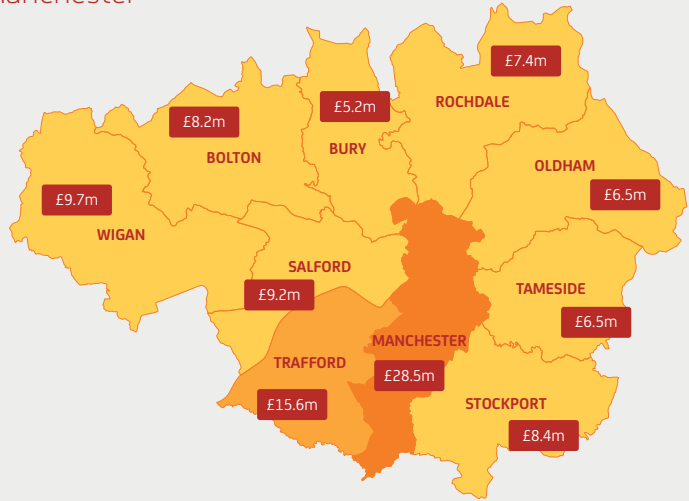 £7.4m
ROCHDALE
£5.2m
BURY
£8.2m
BOLTON
OLDHAM
£6.5m
£9.7m
WIGAN
SALFORD
£9.2m
TAMESIDE
£6.5m
MANCHESTER
£28.5m
TRAFFORD
£15.6m
STOCKPORT
£8.4m